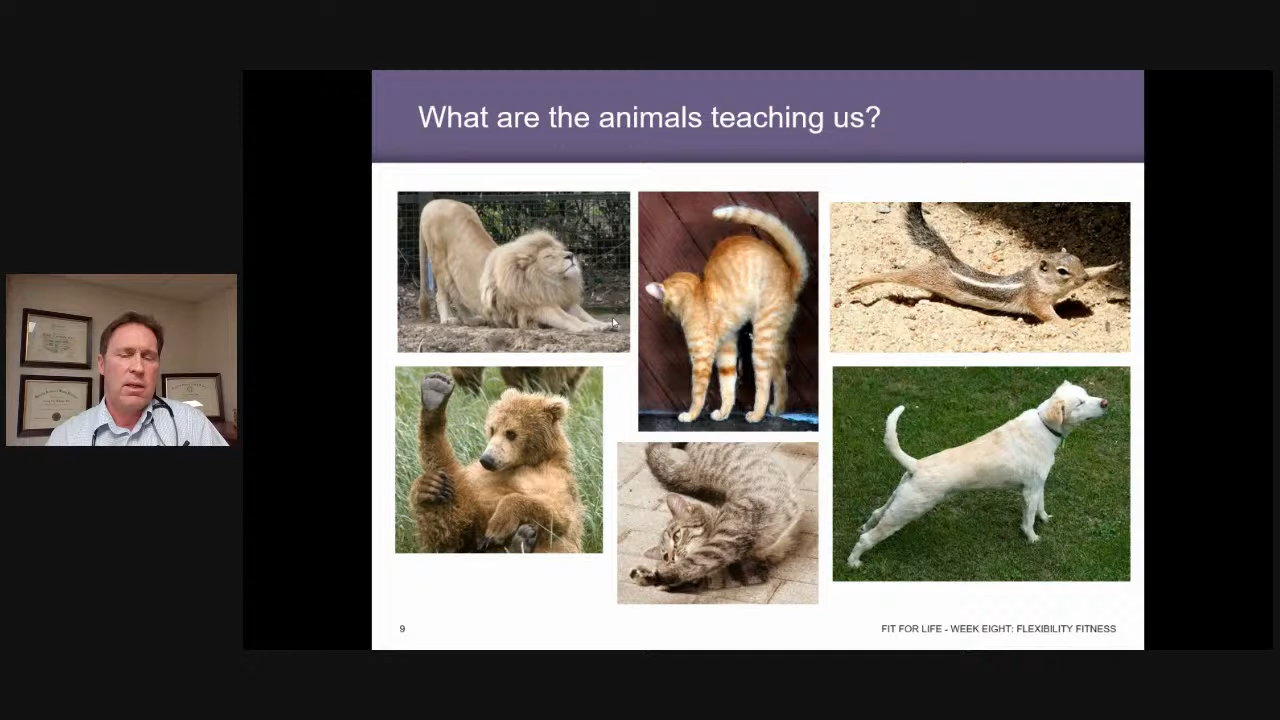 What are the animals teaching us?
9
FIT FOR LIFE - WEEK EIGHT: FLEXIBILITY FITNESS